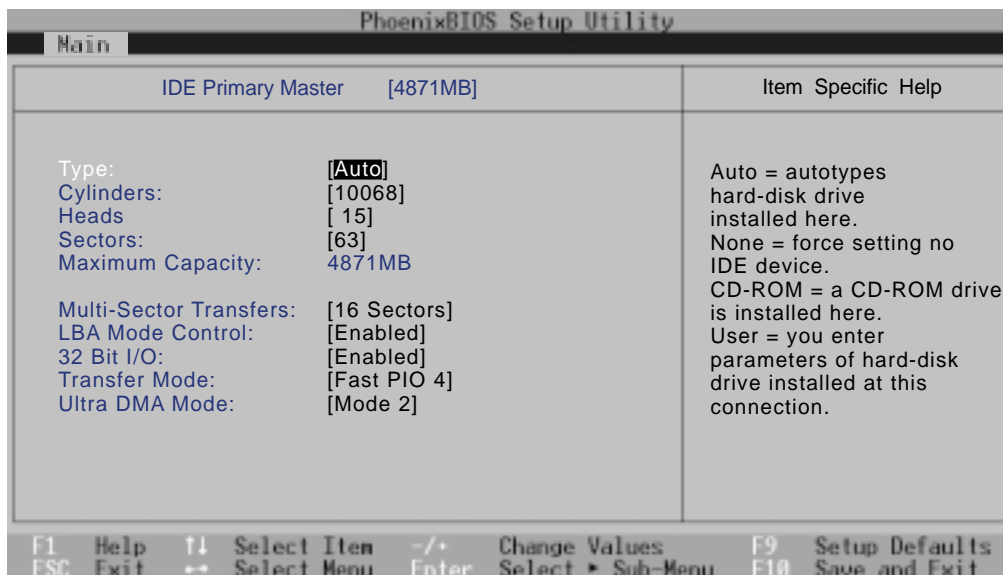 PhoenixBIOS Setup Utility
Main
IDE Primary Master [4871MB]
Item Specific Help
Type: [Auto]
Cylinders: [10068]
Heads [ 15]
Sectors: [63]
Maximum Capacity: 4871MB
Multi-Sector Transfers: [16 Sectors]
LBA Mode Control: [Enabled]
32 Bit I/O: [Enabled]
Transfer Mode: [Fast PIO 4]
Ultra DMA Mode: [Mode 2]
Auto = autotypes
hard-disk drive
installed here.
None = force setting no
IDE device.
CD-ROM = a CD-ROM drive
is installed here.
User = you enter
parameters of hard-disk
drive installed at this
connection.
F1 Help ↑↓ Select Item -/+ Change Values F9 Setup Defaults
ESC Exit ↔ Select Menu Enter Select ▸ Sub-Menu F10 Save and Exit